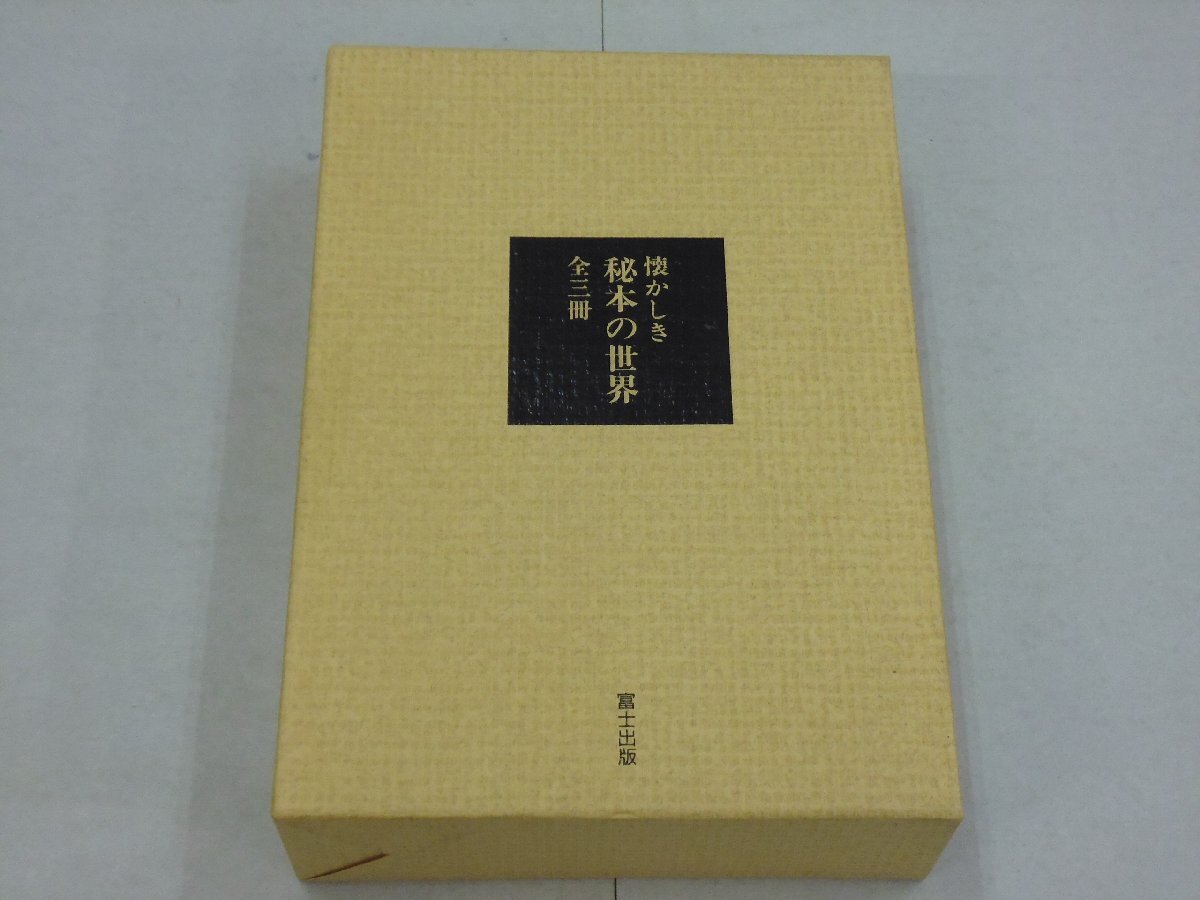 懐かしき
秘本の世界
全三冊
富士出版